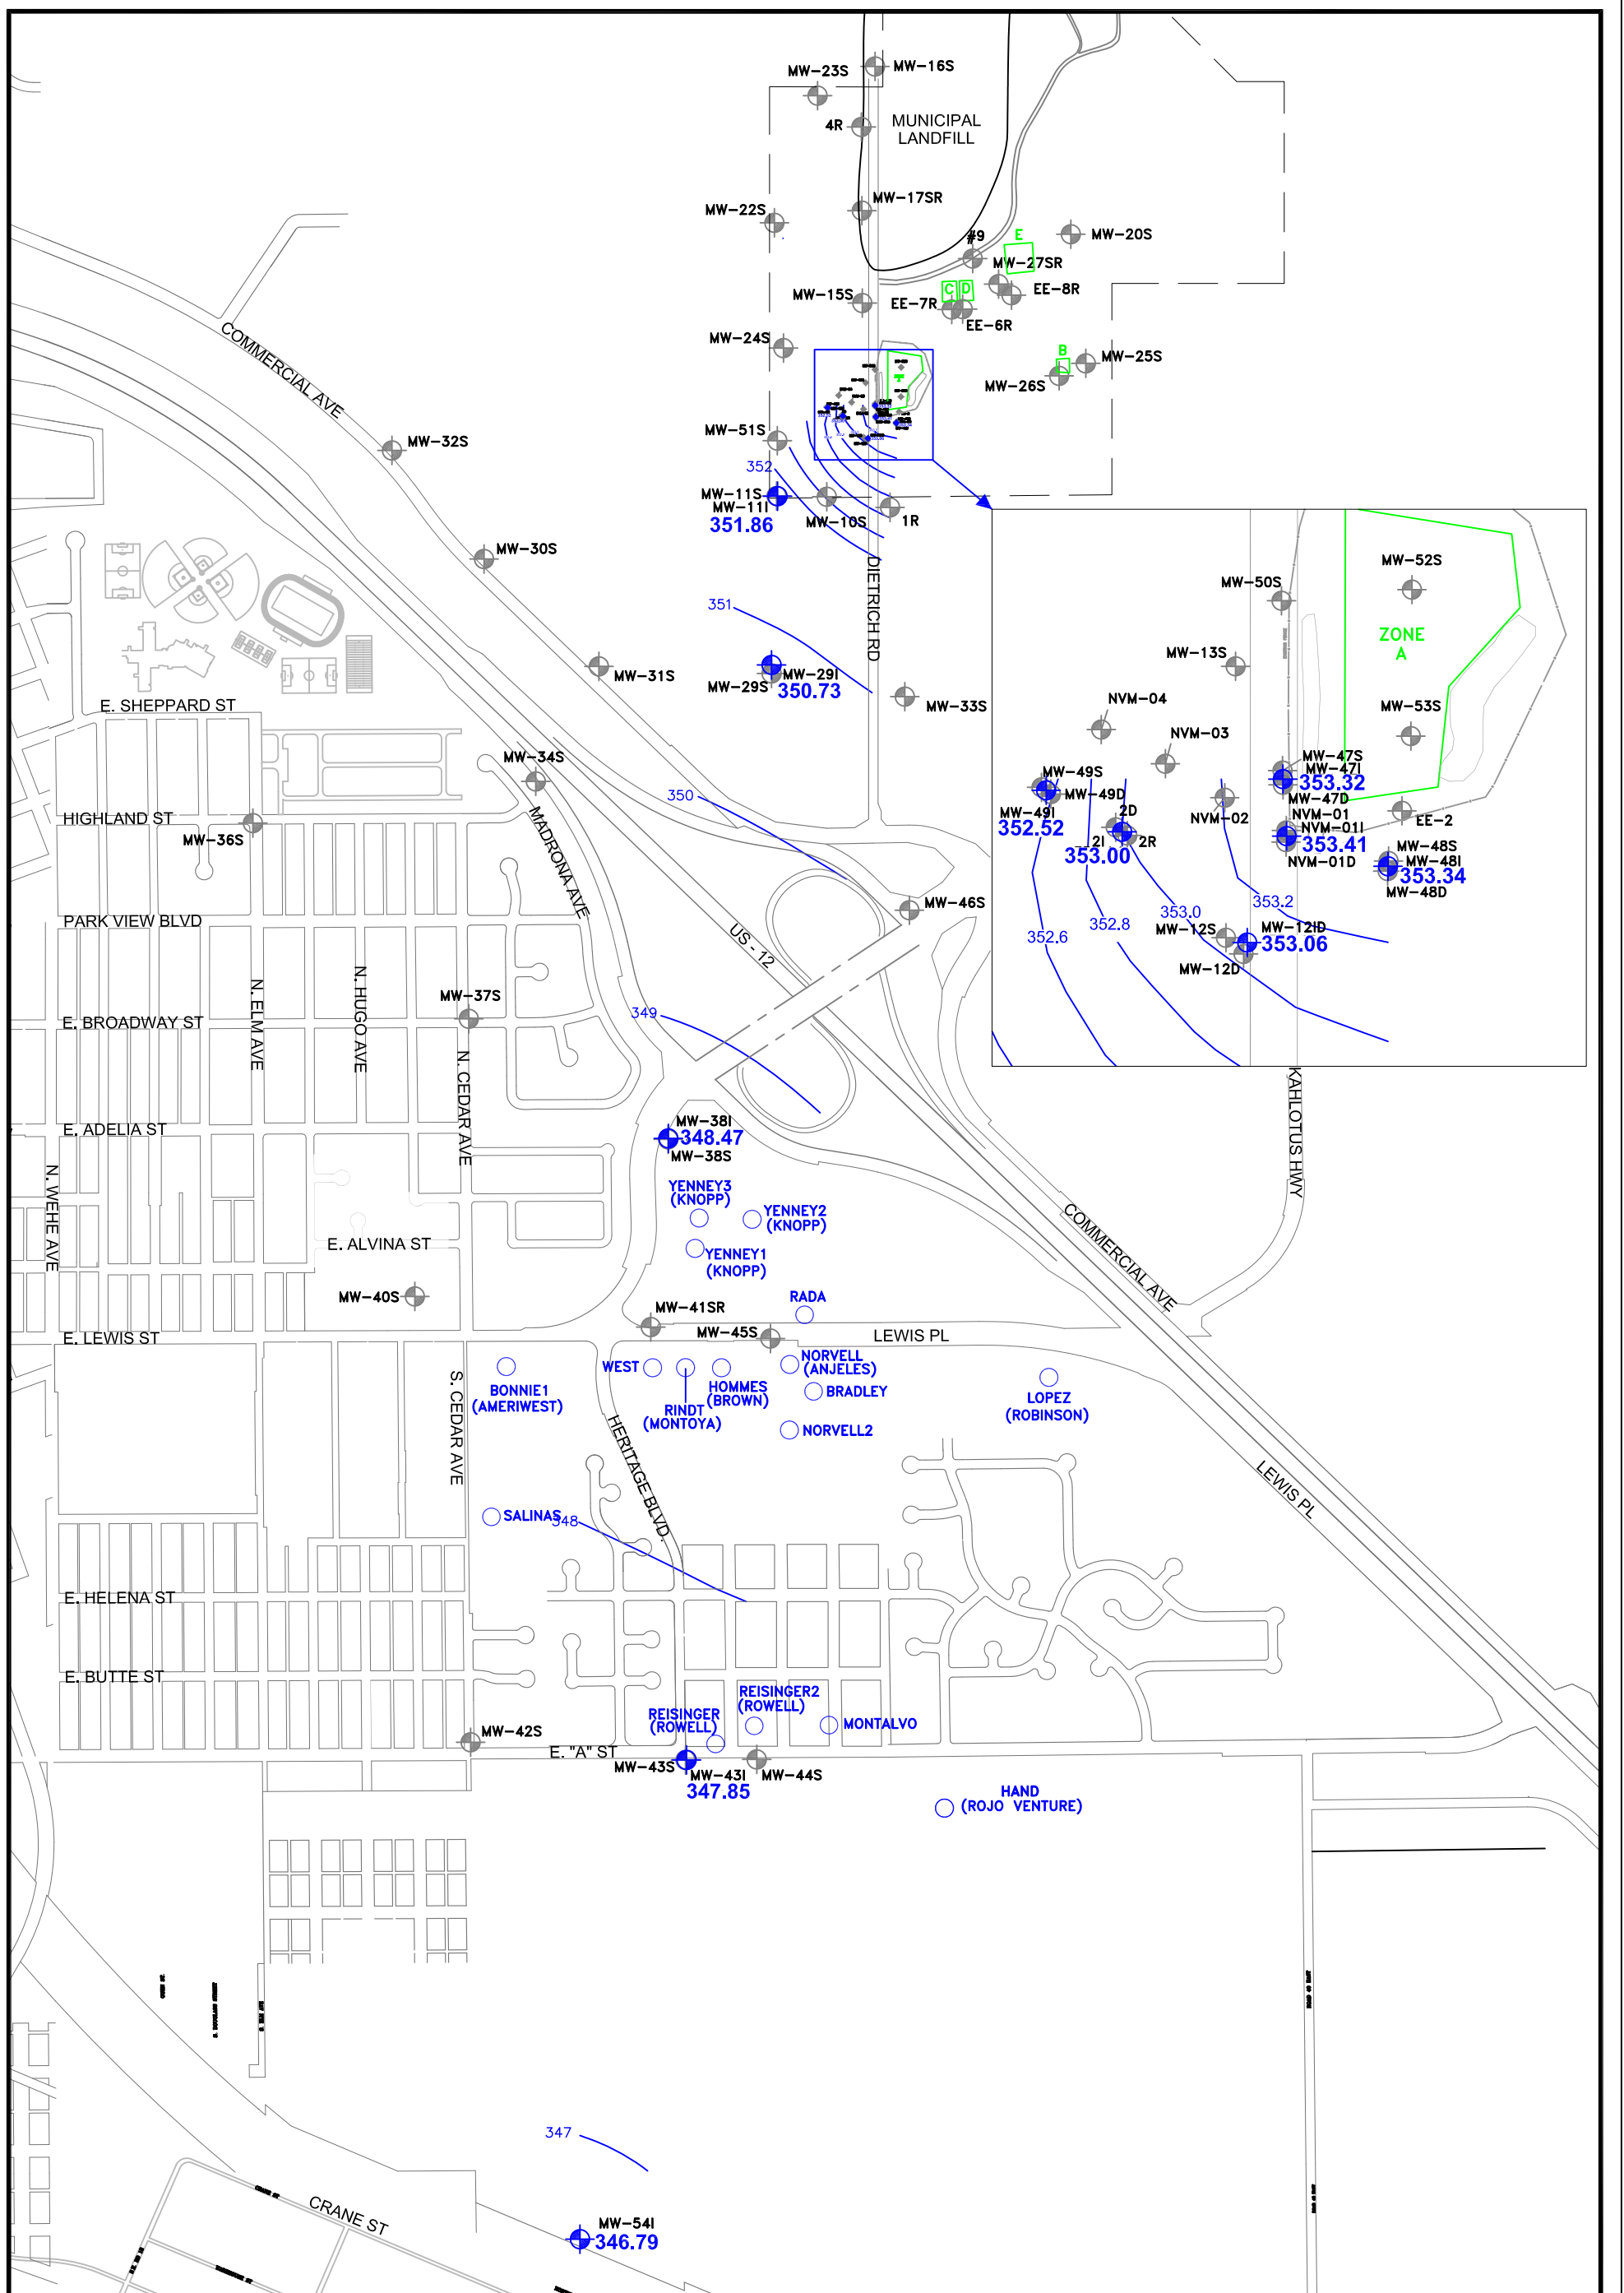 MW-16S
MW-23S
4R
MUNICIPAL
LANDFILL
MW-17SR
MW-22S
MW-20S
#9
E
MW-27SR
MW-15S
C
D
EE-7R
EE-8R
EE-6R
MW-24S
B
MW-25S
MW-26S
COMMERCIAL AVE
MW-32S
MW-51S
352
MW-11S
MW-11I
351.86
MW-10S
1R
MW-30S
DIETRICH RD
351
MW-31S
MW-29I
MW-29S
350.73
MW-33S
MW-52S
MW-50S
ZONE
A
MW-13S
NVM-04
NVM-03
MW-53S
MW-47S
MW-47I
353.32
MW-47D
MW-49S
MW-49D
MW-49I
352.52
NVM-02
2D
2I
2R
353.00
NVM-01
NVM-01I
353.41
NVM-01D
EE-2
MW-48S
MW-48I
353.34
MW-48D
353.2
353.0
352.8
352.6
MW-12S
MW-12ID
353.06
MW-12D
E. SHEPPARD ST
MW-34S
350
HIGHLAND ST
MW-36S
MADRONA AVE
MW-46S
PARK VIEW BLVD
US - 12
N. ELM AVE
N. HUGO AVE
MW-37S
349
E. BROADWAY ST
N. CEDAR AVE
KAHLOTUS HWY
MW-38I
348.47
MW-38S
E. ADELIA ST
N. WEHE AVE
YENNEY3
(KNOPP)
YENNEY2
(KNOPP)
COMMERCIAL AVE
E. ALVINA ST
YENNEY1
(KNOPP)
MW-40S
RADA
MW-41SR
MW-45S
LEWIS PL
E. LEWIS ST
WEST
NORVELL
(ANJELES)
BONNIE1
(AMERIWEST)
HOMMES
(BROWN)
BRADLEY
LOPEZ
(ROBINSON)
RINDT
(MONTOYA)
NORVELL2
S. CEDAR AVE
HERITAGE BLVD.
LEWIS PL
SALINAS
348
E. HELENA ST
E. BUTTE ST
REISINGER2
(ROWELL)
REISINGER
(ROWELL)
MONTALVO
MW-42S
E. "A" ST
MW-43S
MW-43I
347.85
MW-44S
HAND
(ROJO VENTURE)
347
CRANE ST
MW-54I
346.79